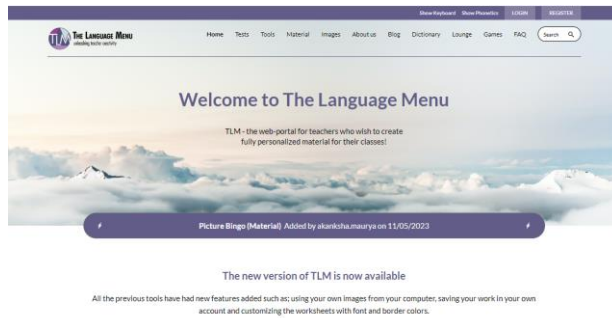 Show Keyboard Show Phonetics LOGIN REGISTER
TLM THE LANGUAGE MENU
unleashing teacher creativity
Home Tests Tools Material Images About us Blog Dictionary Lounge Games FAQ Search
Welcome to The Language Menu
TLM - the web-portal for teachers who wish to create
fully personalized material for their classes!
Picture Bingo (Material) Added by akanksha.maurya on 11/05/2023
The new version of TLM is now available
All the previous tools have had new features added such as; using your own images from your computer, saving your work in your own
account and customizing the worksheets with font and border colors.